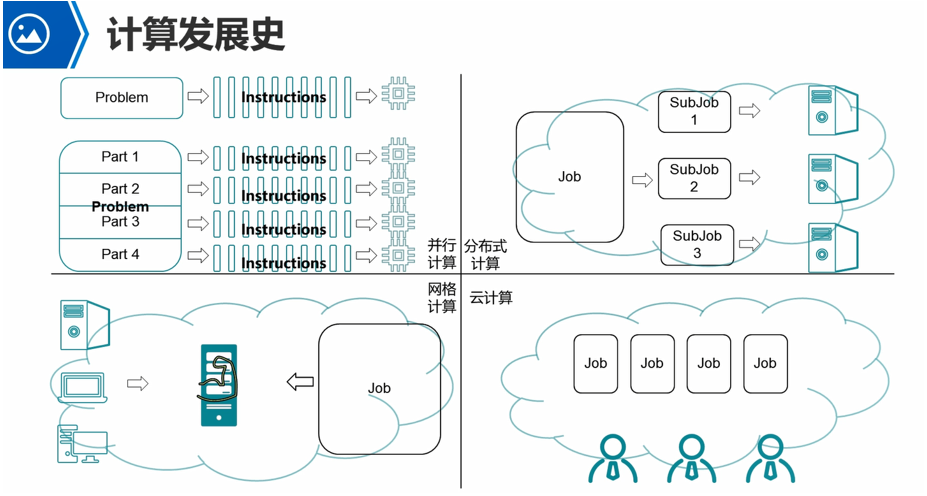 计算发展史
Problem
Instructions
Part 1
Instructions
Part 2
Instructions
Problem
Part 3
Instructions
Part 4
Instructions
并行
计算
Job
SubJob
1
SubJob
2
SubJob
3
分布式
计算
网格
计算
Job
云计算
Job
Job
Job
Job